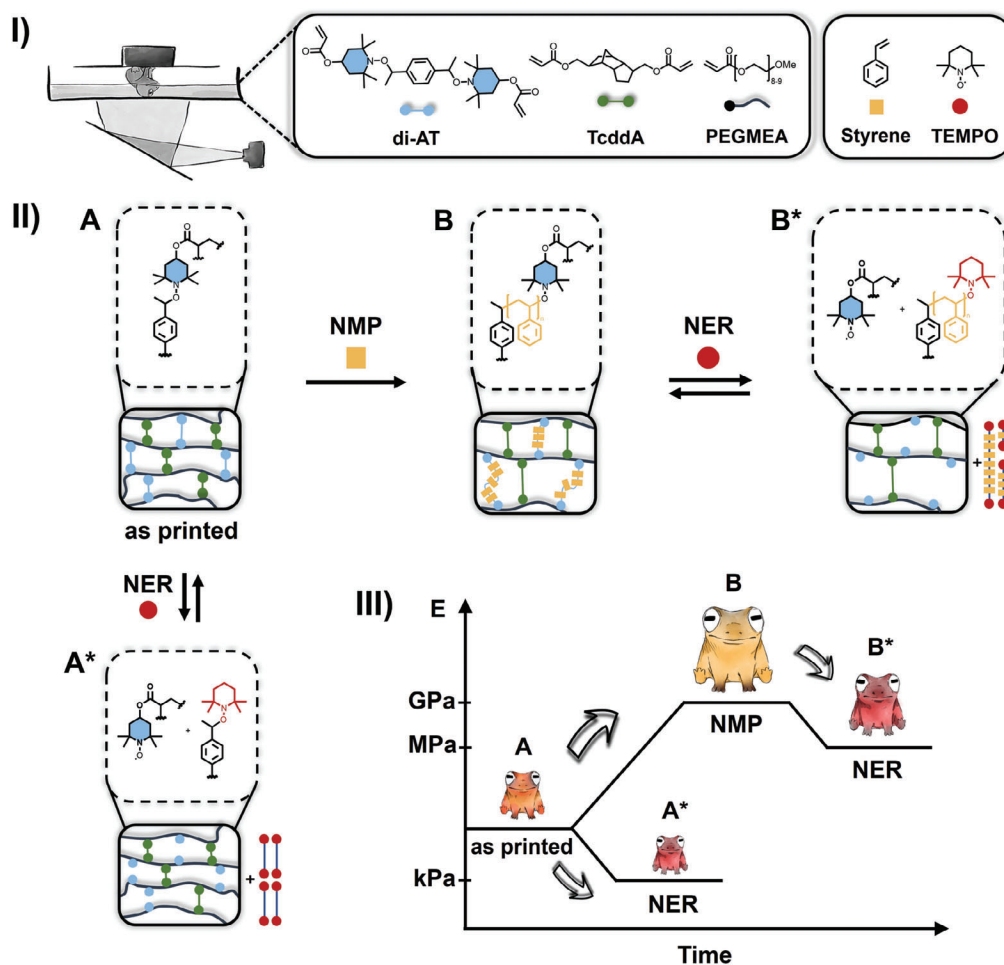 I)
di-AT
TcddA
PEGMEA
Styrene
TEMPO
O
O
O
N
O
O
N
O
O
O
O
O
O
O
O
O
OMe
8-9
N
O·
II)
A
B
B*
O
O
N
O
NMP
O
O
N
O
n
NER
O
O
N
O·
+
N
O
n
+
as printed
NER
A*
O
O
N
O·
+
N
O
+
III)
E
GPa
MPa
kPa
A
as printed
B
NMP
B*
NER
A*
NER
Time